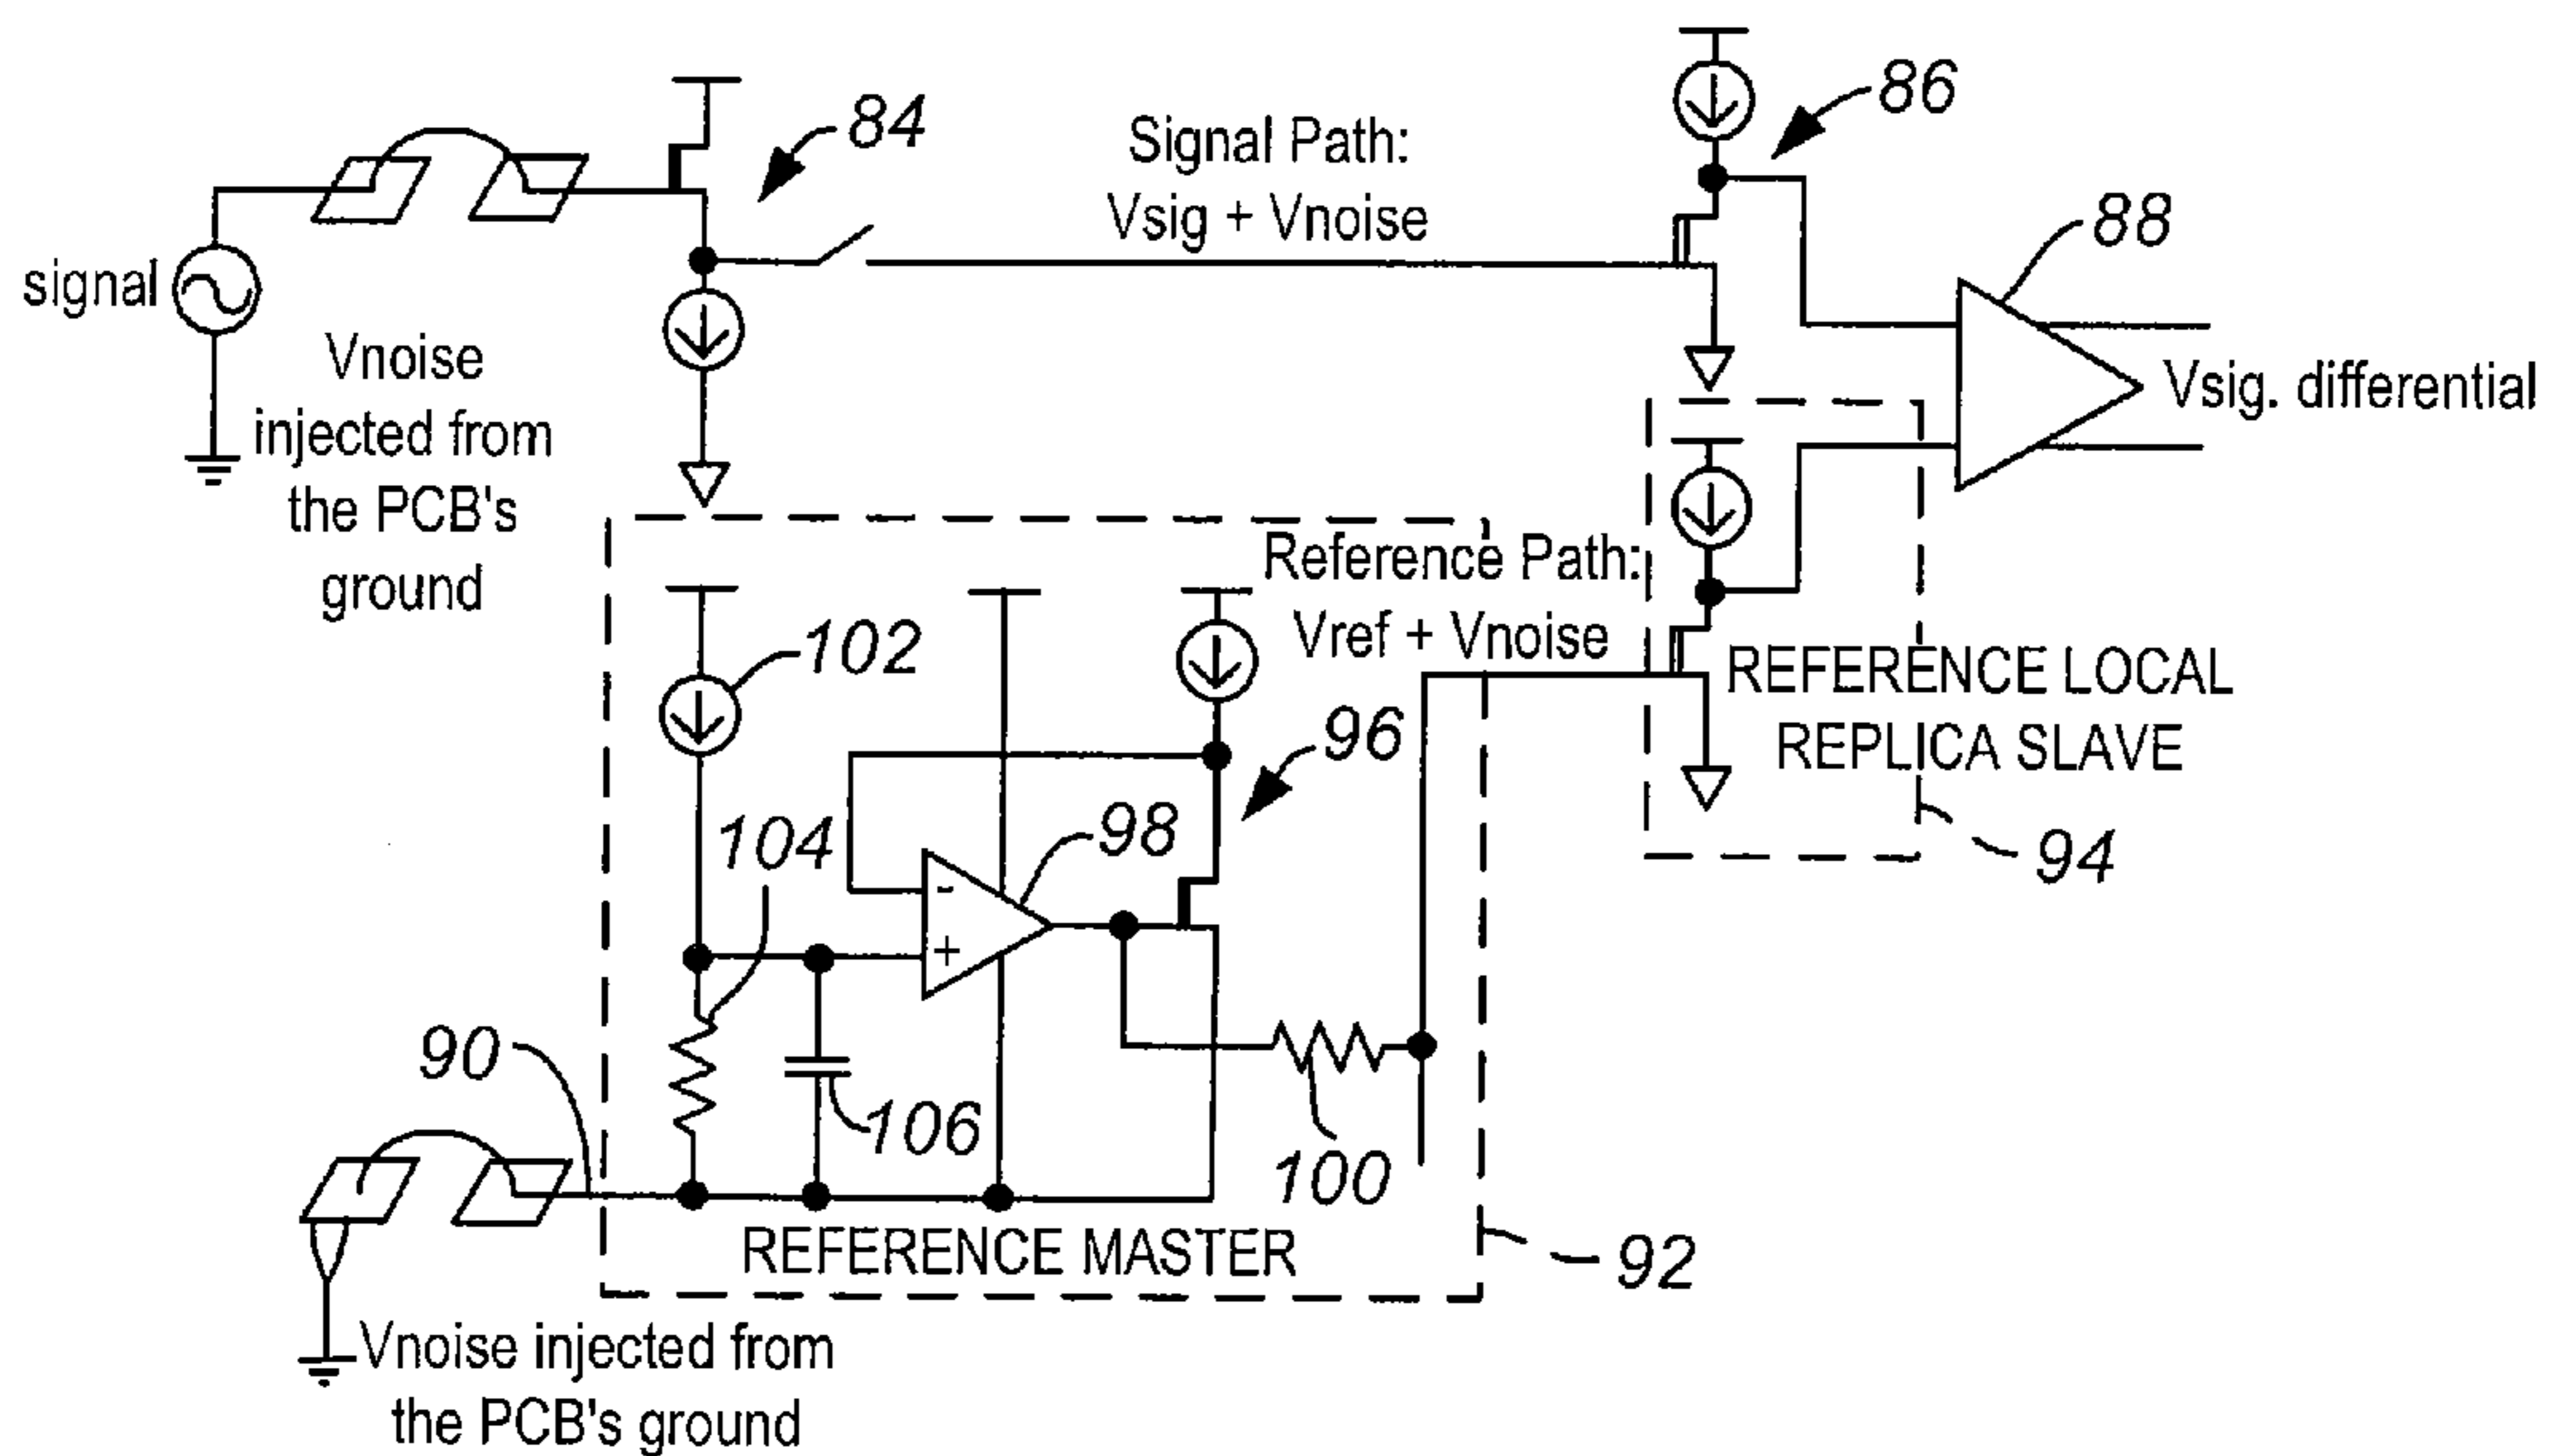 84
86
Signal Path:
Vsig + Vnoise
88
signal
Vnoise
injected from
the PCB's
ground
Vsig. differential
Reference Path:
Vref + Vnoise
102
REFERENCE LOCAL
REPLICA SLAVE
96
98
104
94
-
+
90
106
100
REFERENCE MASTER
92
Vnoise injected from
the PCB's ground